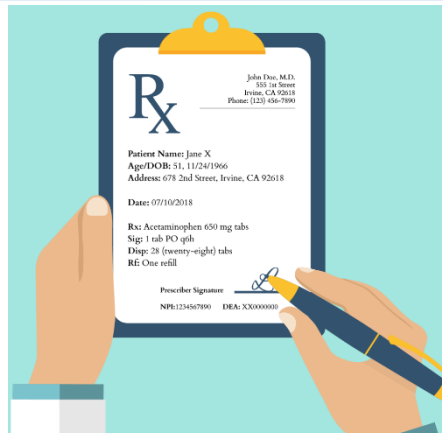 Rx
John Doe, M.D.
555 1st Street
Irvine, CA 92618
Phone: (123) 456-7890
Patient Name: Jane X
Age/DOB: 51, 11/24/1966
Address: 678 2nd Street, Irvine, CA 92618
Date: 07/10/2018
Rx: Acetaminophen 650 mg tabs
Sig: 1 tab PO q6h
Disp: 28 (twenty-eight) tabs
Rf: One refill
Prescriber Signature
NPI:1234567890 DEA: XX0000000